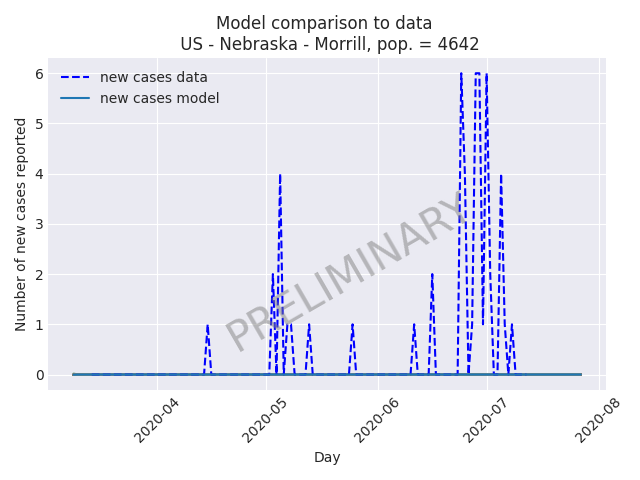 Model comparison to data
US - Nebraska - Morrill, pop. = 4642
new cases data
new cases model
Number of new cases reported
6
5
4
3
2
1
0
PRELIMINARY
2020-04
2020-05
2020-06
2020-07
2020-08
Day